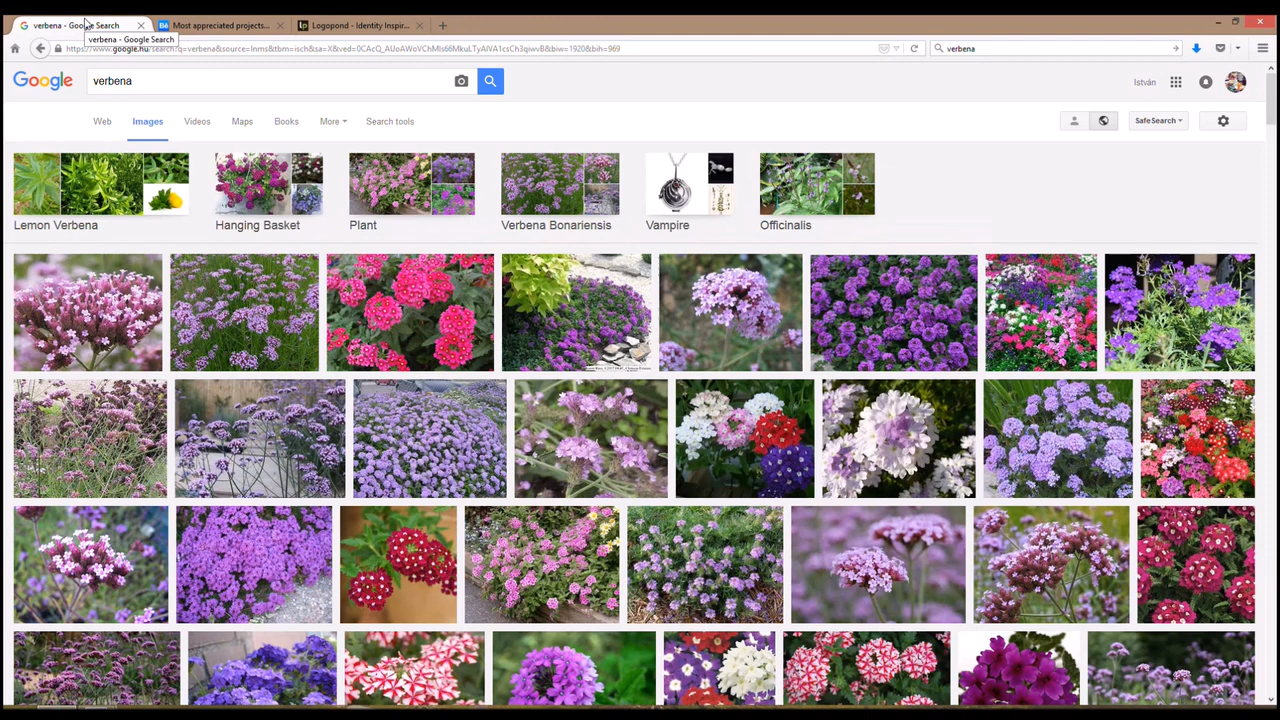 verbena - Google Search
Most appreciated projects...
Logopond - Identity Inspir...
verbena - Google Search
verbena
Google
verbena
István
Web
Images
Videos
Maps
Books
More
Search tools
SafeSearch
Lemon Verbena
Hanging Basket
Plant
Verbena Bonariensis
Vampire
Officinalis